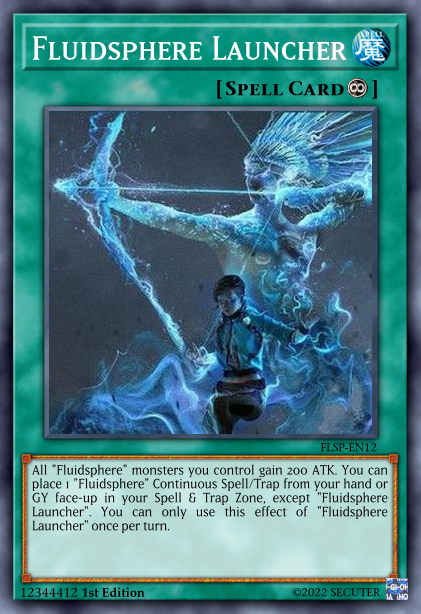 Fluidsphere Launcher
魔
[Spell Card]
FLSP-EN12
All "Fluidsphere" monsters you control gain 200 ATK. You can
place 1 "Fluidsphere" Continuous Spell/Trap from your hand or
GY face-up in your Spell & Trap Zone, except "Fluidsphere
Launcher". You can only use this effect of "Fluidsphere
Launcher" once per turn.
12344412 1st Edition
©2022 SECUTER